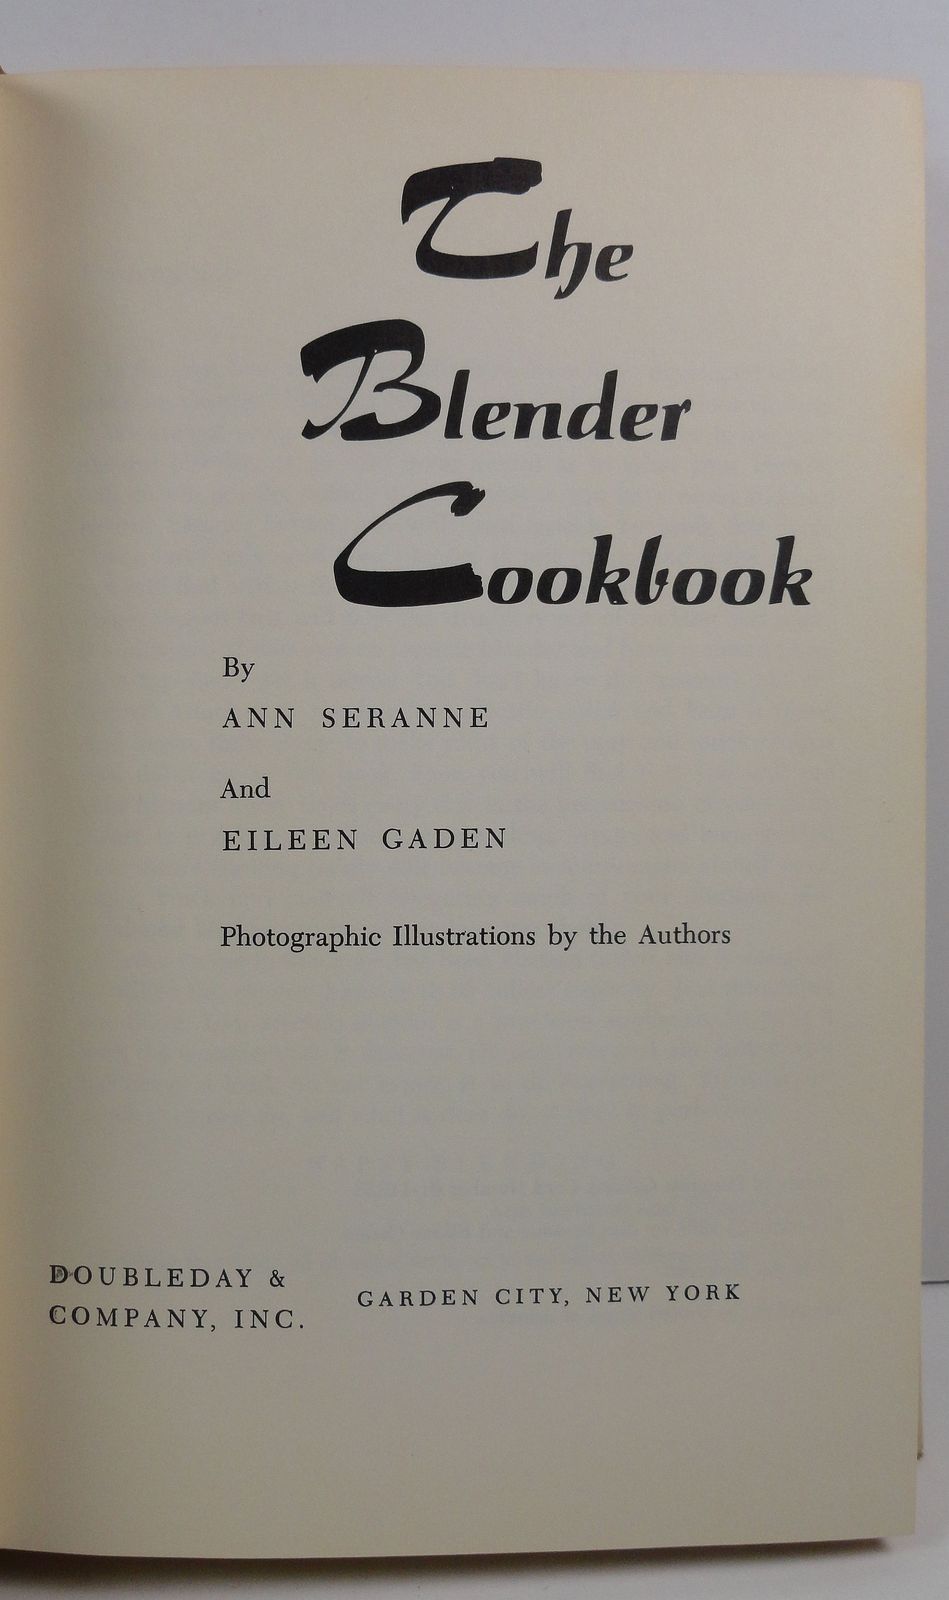 The
Blender
Cookbook
By
ANN SERANNE
And
EILEEN GADEN
Photographic Illustrations by the Authors
DOUBLEDAY &
COMPANY, INC.
GARDEN CITY, NEW YORK